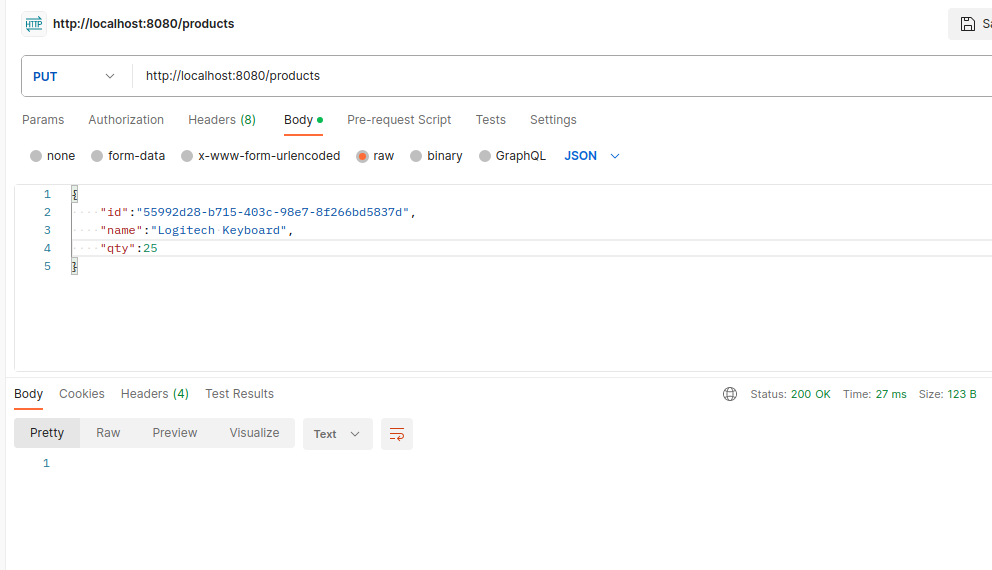 HTTP http://localhost:8080/products
PUT http://localhost:8080/products
Params Authorization Headers (8) Body Pre-request Script Tests Settings
none form-data x-www-form-urlencoded raw binary GraphQL JSON
1 {
2 "id":"55992d28-b715-403c-98e7-8f266bd5837d",
3 "name":"Logitech Keyboard",
4 "qty":25
5 }
Body Cookies Headers (4) Test Results Status: 200 OK Time: 27 ms Size: 123 B
Pretty Raw Preview Visualize Text
1